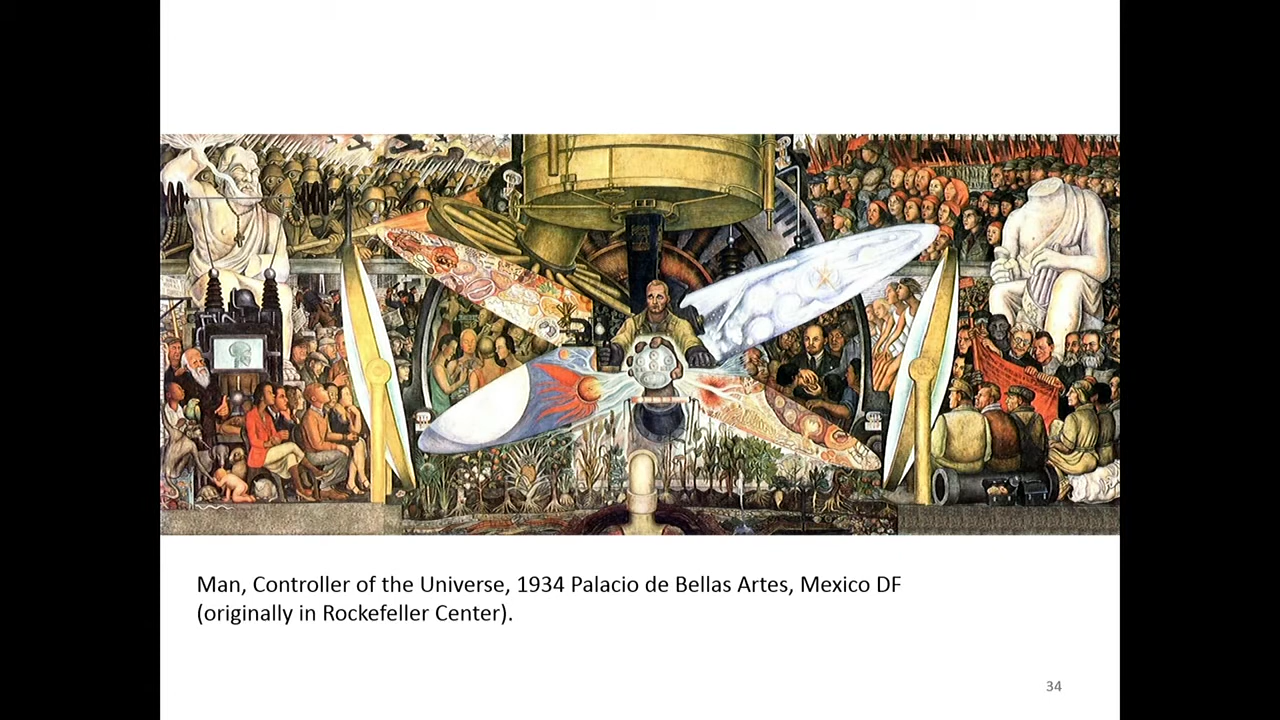 Man, Controller of the Universe, 1934 Palacio de Bellas Artes, Mexico DF
(originally in Rockefeller Center).
34